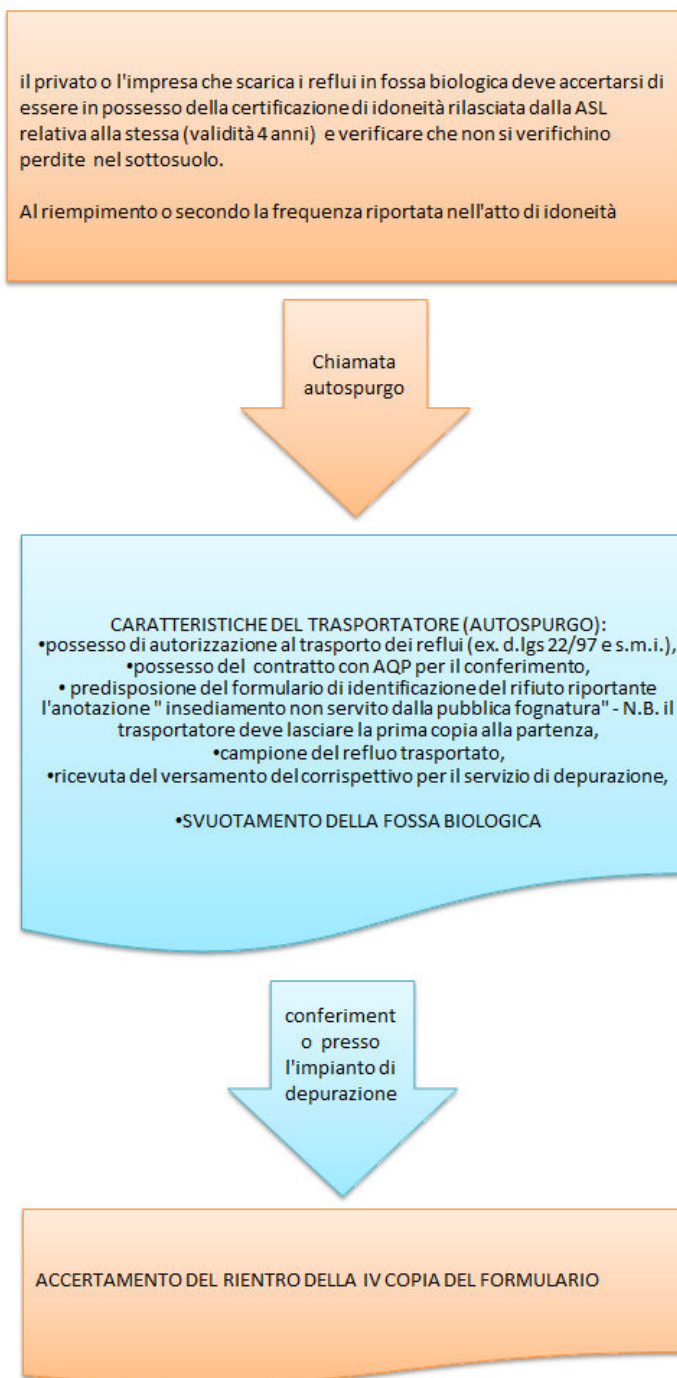 il privato o l'impresa che scarica i reflui in fossa biologica deve accertarsi di
essere in possesso della certificazione di idoneità rilasciata dalla ASL
relativa alla stessa (validità 4 anni) e verificare che non si verifichino
perdite nel sottosuolo.
Al riempimento o secondo la frequenza riportata nell'atto di idoneità
Chiamata
autospurgo
CARATTERISTICHE DEL TRASPORTATORE (AUTOSPURGO):
•possesso di autorizzazione al trasporto dei reflui (ex. d.lgs 22/97 e s.m.i.),
•possesso del contratto con AQP per il conferimento,
• predisposione del formulario di identificazione del rifiuto riportante
l'anotazione " insediamento non servito dalla pubblica fognatura" - N.B. il
trasportatore deve lasciare la prima copia alla partenza,
•campione del refluo trasportato,
•ricevuta del versamento del corrispettivo per il servizio di depurazione,
•SVUOTAMENTO DELLA FOSSA BIOLOGICA
conferiment
o presso
l'impianto di
depurazione
ACCERTAMENTO DEL RIENTRO DELLA IV COPIA DEL FORMULARIO